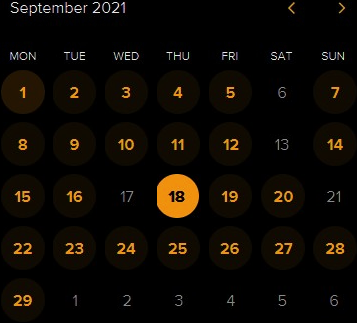 September 2021
MON TUE WED THU FRI SAT SUN
1 2 3 4 5 6 7
8 9 10 11 12 13 14
15 16 17 18 19 20 21
22 23 24 25 26 27 28
29 1 2 3 4 5 6